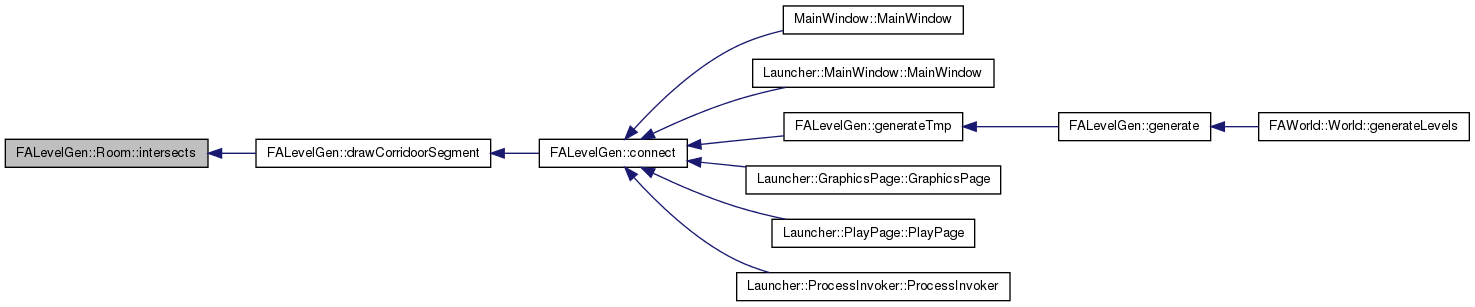 MainWindow::MainWindow
Launcher::MainWindow::MainWindow
FALevelGen::generateTmp
FALevelGen::generate
FAWorld::World::generateLevels
FALevelGen::Room::intersects
FALevelGen::drawCorridoorSegment
FALevelGen::connect
Launcher::GraphicsPage::GraphicsPage
Launcher::PlayPage::PlayPage
Launcher::ProcessInvoker::ProcessInvoker